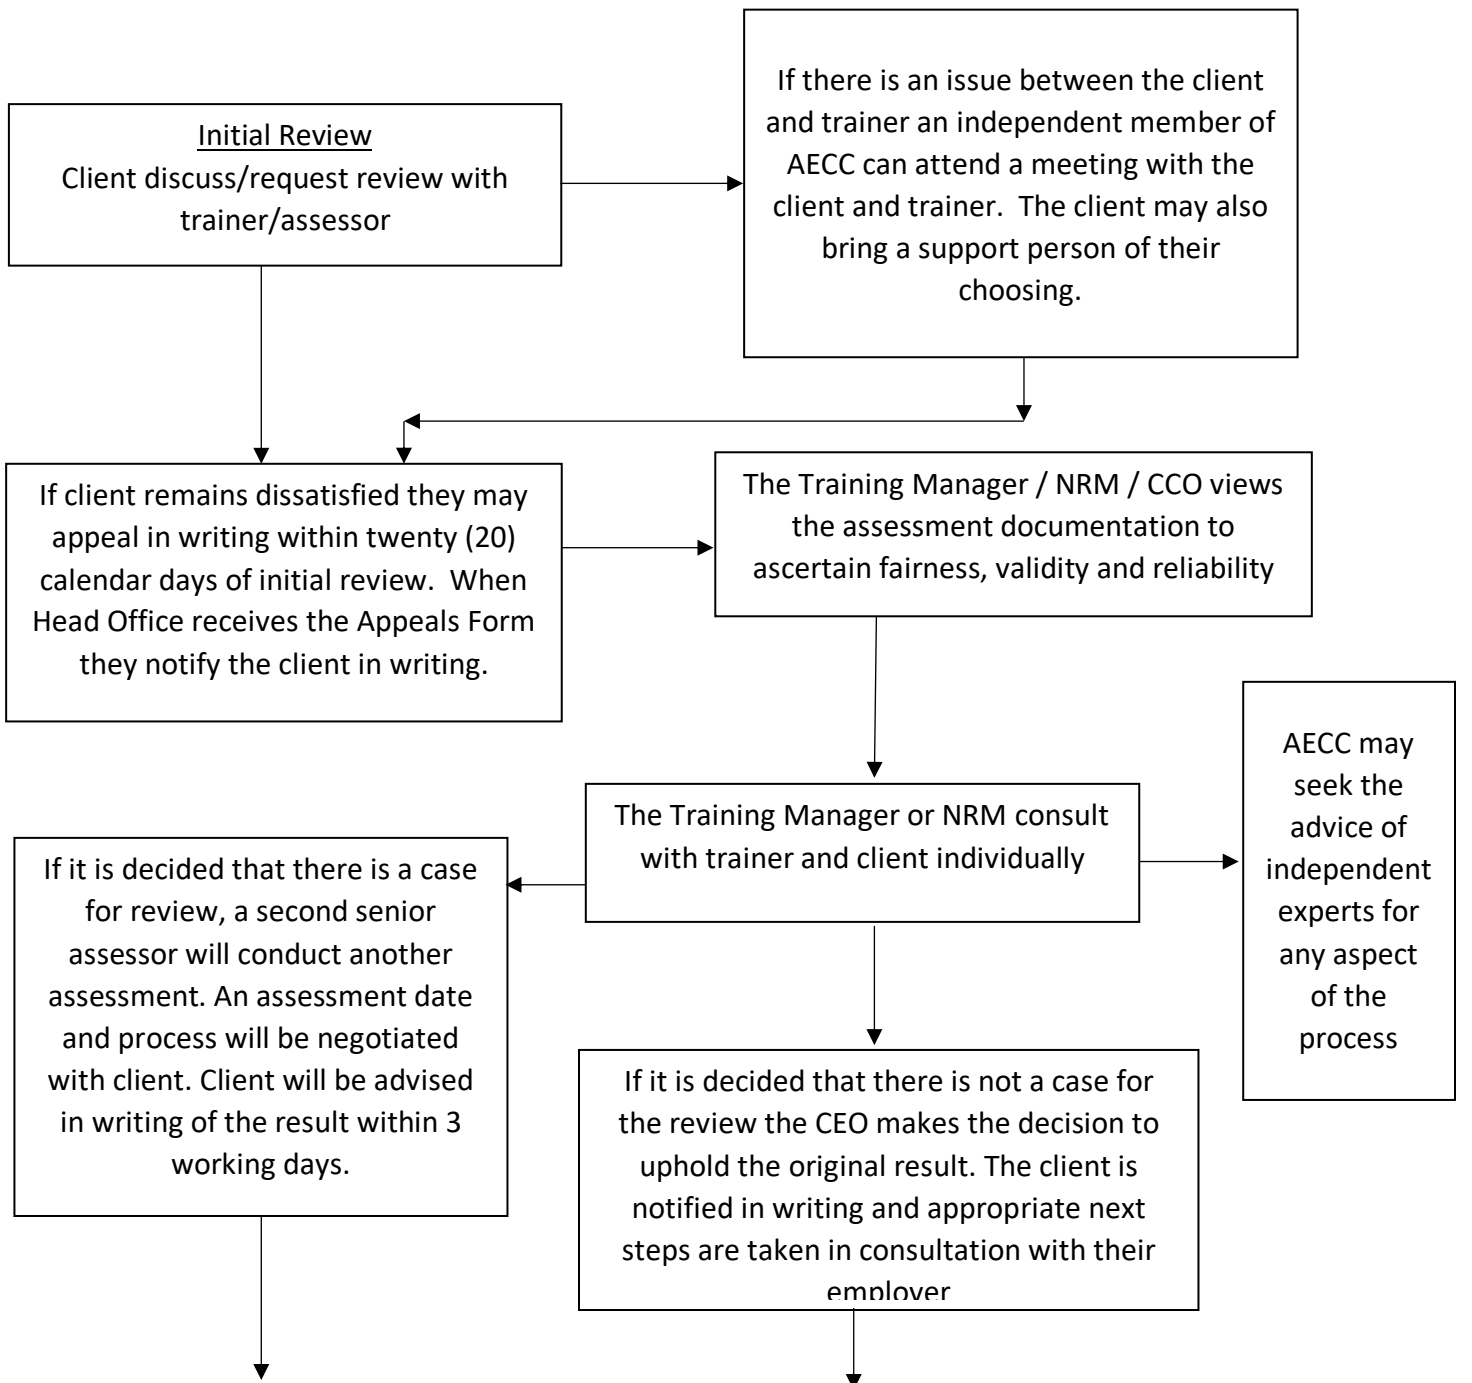 Initial Review
Client discuss/request review with
trainer/assessor
If there is an issue between the client
and trainer an independent member of
AECC can attend a meeting with the
client and trainer.  The client may also
bring a support person of their
choosing.
If client remains dissatisfied they may
appeal in writing within twenty (20)
calendar days of initial review.  When
Head Office receives the Appeals Form
they notify the client in writing.
The Training Manager / NRM / CCO views
the assessment documentation to
ascertain fairness, validity and reliability
The Training Manager or NRM consult
with trainer and client individually
AECC may
seek the
advice of
independent
experts for
any aspect
of the
process
If it is decided that there is a case
for review, a second senior
assessor will conduct another
assessment. An assessment date
and process will be negotiated
with client. Client will be advised
in writing of the result within 3
working days.
If it is decided that there is not a case for
the review the CEO makes the decision to
uphold the original result. The client is
notified in writing and appropriate next
steps are taken in consultation with their
employer